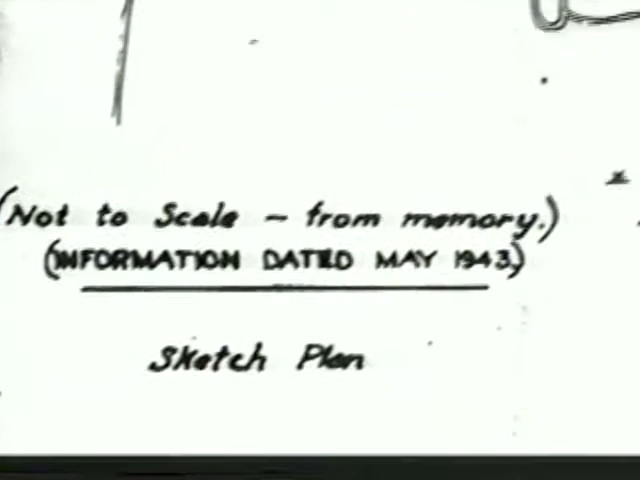 (Not to Scale - from memory.)
(INFORMATION DATED MAY 1943)
Sketch Plan